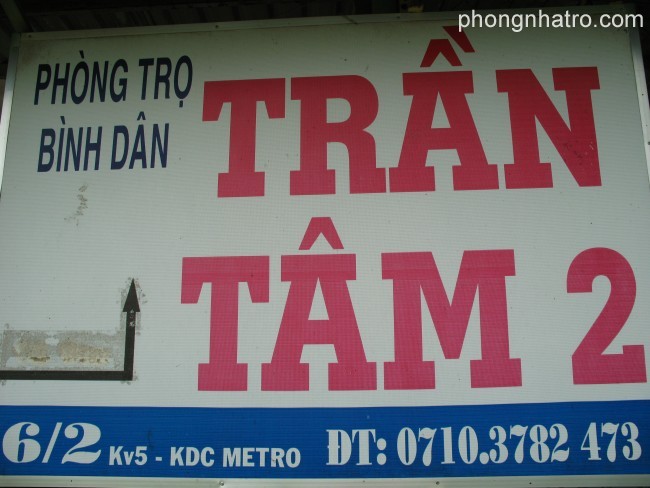 phongnhatro.com
PHÒNG TRỌ
BÌNH DÂN
TRẦN
TÂM 2
6/2 Kv5 - KDC METRO ĐT: 0710.3782 473